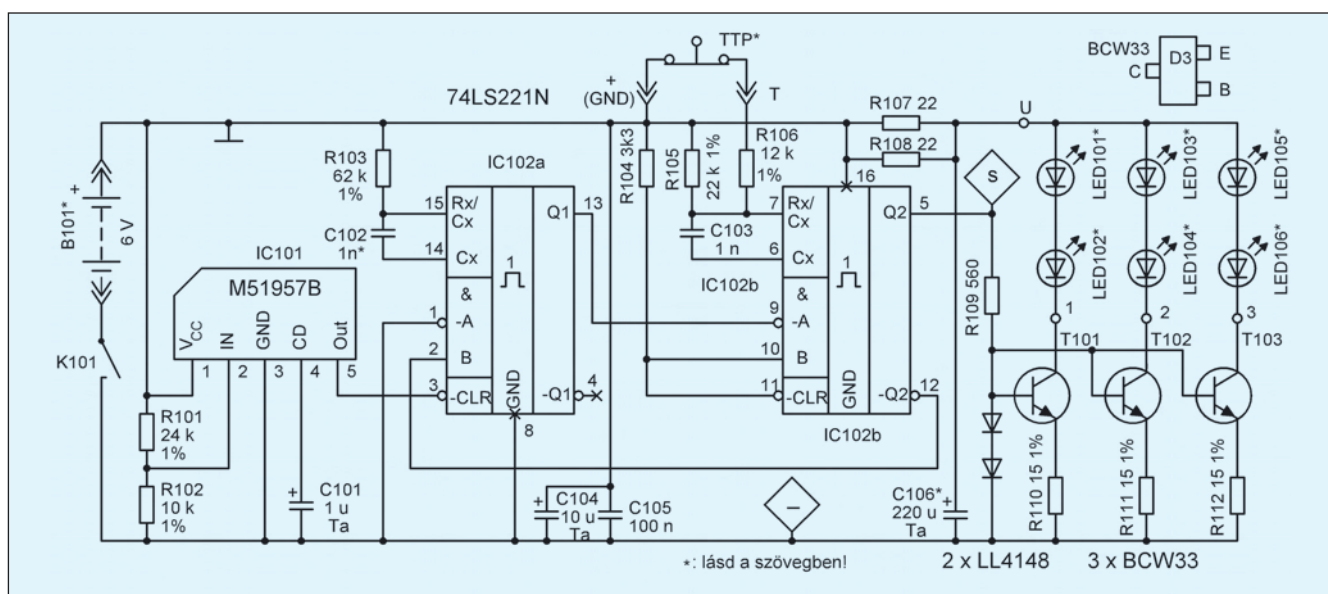 TTP*
+
(GND)
T
BCW33
D3
C
E
B
74LS221N
R107 22
U
R108 22
R103
62 k
1%
IC102a
R104 3k3
R105
22 k 1%
R106
12 k
1%
16
S
LED101*
LED103*
LED105*
B101*
+
6 V
15
Rx/
Cx
Q1
13
7
Rx/
Cx
Q2
5
C102
1n*
14
Cx
C103
1 n
6
Cx
LED102*
LED104*
LED106*
IC101
M51957B
1
IC102b
1
R109 560
VCC
IN
GND
CD
Out
&
1
-A
&
9
-A
1
2
3
K101
2
B
10
B
T101
T102
T103
1
2
3
4
5
3
-CLR
GND
-Q1
4
11
-CLR
GND
-Q2
12
8
IC102b
R101
24 k
1%
R102
10 k
1%
+
C101
1 u
Ta
+
C104
10 u
Ta
C105
100 n
–
C106*
+
220 u
Ta
R110 15 1%
R111 15 1%
R112 15 1%
*: lásd a szövegben!
2 x LL4148
3 x BCW33